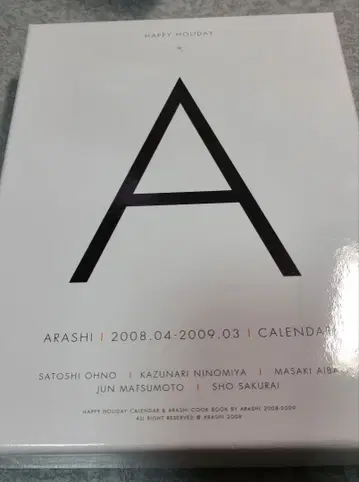 HAPPY HOLIDAY
A
ARASHI | 2008.04-2009.03 | CALENDAR
SATOSHI OHNO | KAZUNARI NINOMIYA | MASAKI AIBA
JUN MATSUMOTO | SHO SAKURAI
HAPPY HOLIDAY CALENDAR & ARASHI COOK BOOK BY ARASHI 2008-2009
ALL RIGHT RESERVED @ ARASHI 2008